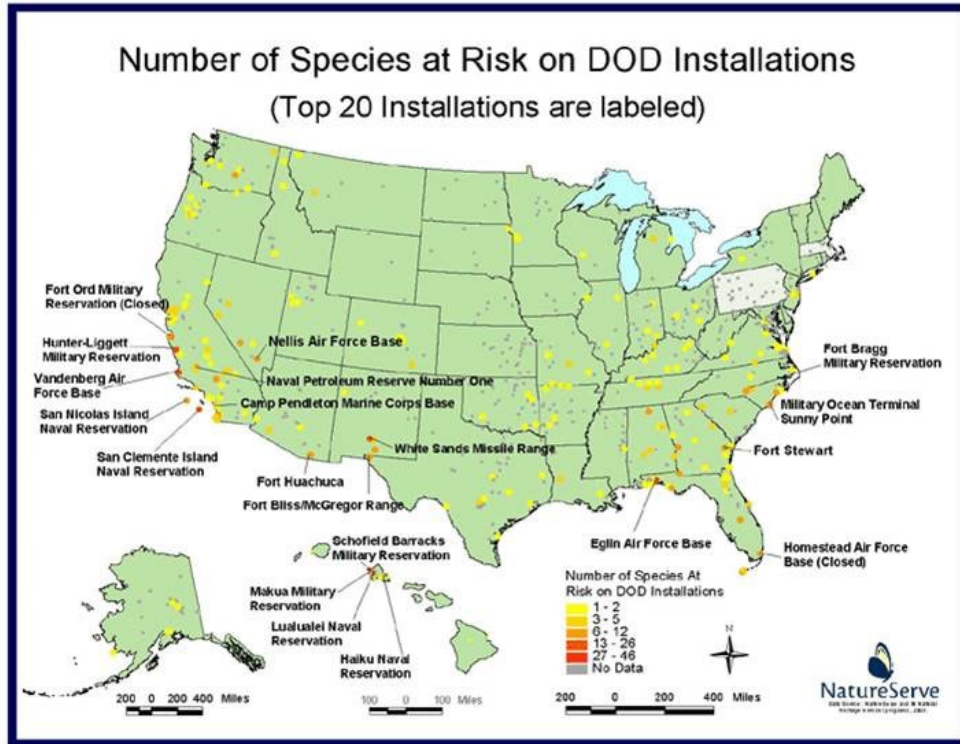 Number of Species at Risk on DOD Installations
(Top 20 Installations are labeled)
Fort Ord Military
Reservation (Closed)
Hunter-Liggett
Military Reservation
Vandenberg Air
Force Base
San Nicolas Island
Naval Reservation
San Clemente Island
Naval Reservation
Nellis Air Force Base
Naval Petroleum Reserve Number One
Camp Pendleton Marine Corps Base
White Sands Missile Range
Fort Huachuca
Fort Bliss/McGregor Range
Fort Bragg
Military Reservation
Military Ocean Terminal
Sunny Point
Fort Stewart
Eglin Air Force Base
Homestead Air Force
Base (Closed)
Schofield Barracks
Military Reservation
Makua Military
Reservation
Lualualei Naval
Reservation
Haiku Naval
Reservation
Number of Species At
Risk on DOD Installations
1 - 2
3 - 5
6 - 12
13 - 26
27 - 46
No Data
N
200 0 200 400 Miles
100 0 100 Miles
200 0 200 400 Miles
NatureServe